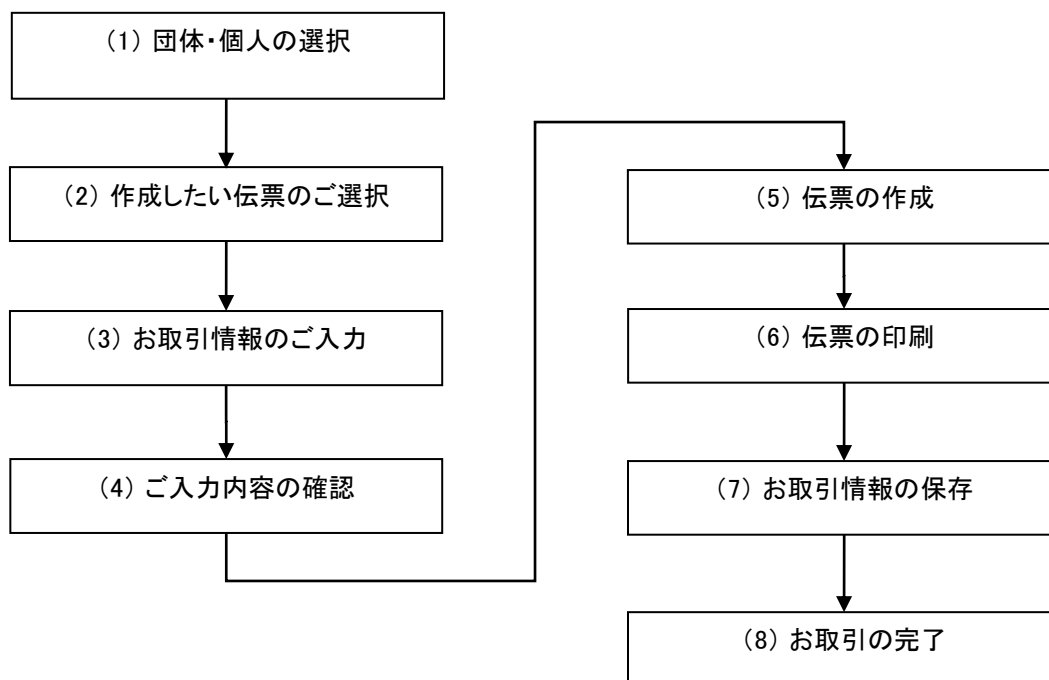 （1）団体・個人の選択
（2）作成したい伝票のご選択
（3）お取引情報のご入力
（4）ご入力内容の確認
（5）伝票の作成
（6）伝票の印刷
（7）お取引情報の保存
（8）お取引の完了